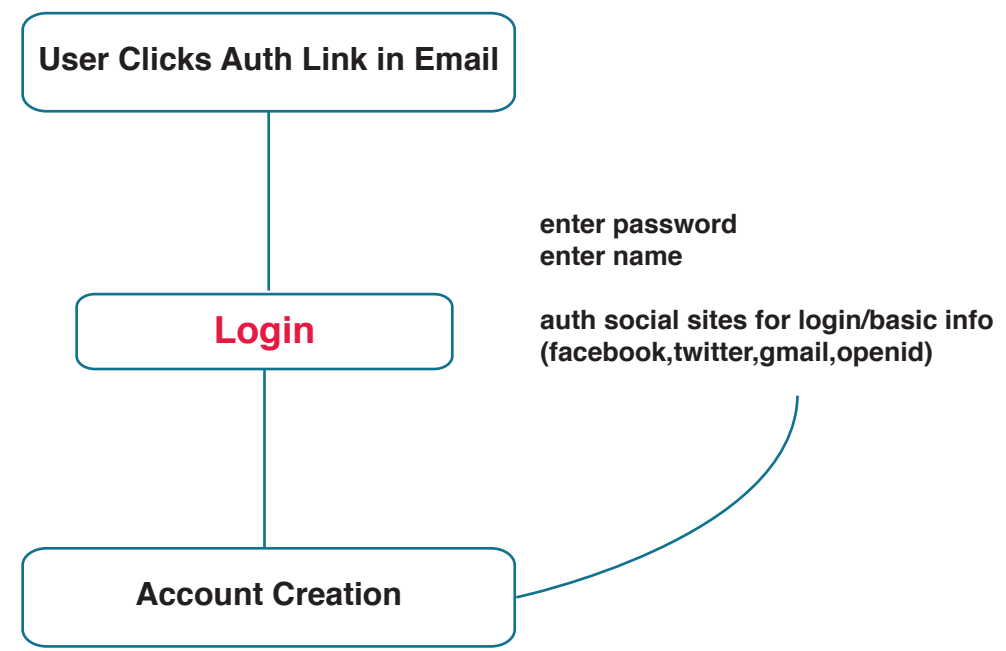 User Clicks Auth Link in Email
enter password
enter name
auth social sites for login/basic info
(facebook,twitter,gmail,openid)
Login
Account Creation